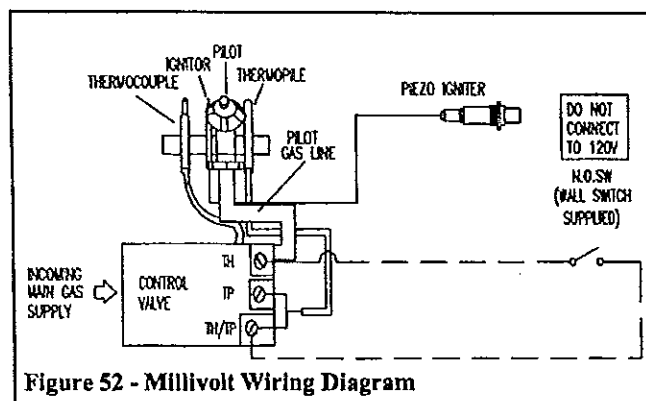 PILOT
IGNITOR
THERMOCOUPLE
THERMOPILE
PIEZO IGNITER
DO NOT
CONNECT
TO 120V
PILOT
GAS LINE
N.O.SW
(WALL SWITCH
SUPPLIED)
INCOMING
MAIN GAS
SUPPLY
CONTROL
VALVE
TH
TP
TH/TP
Figure 52 - Millivolt Wiring Diagram